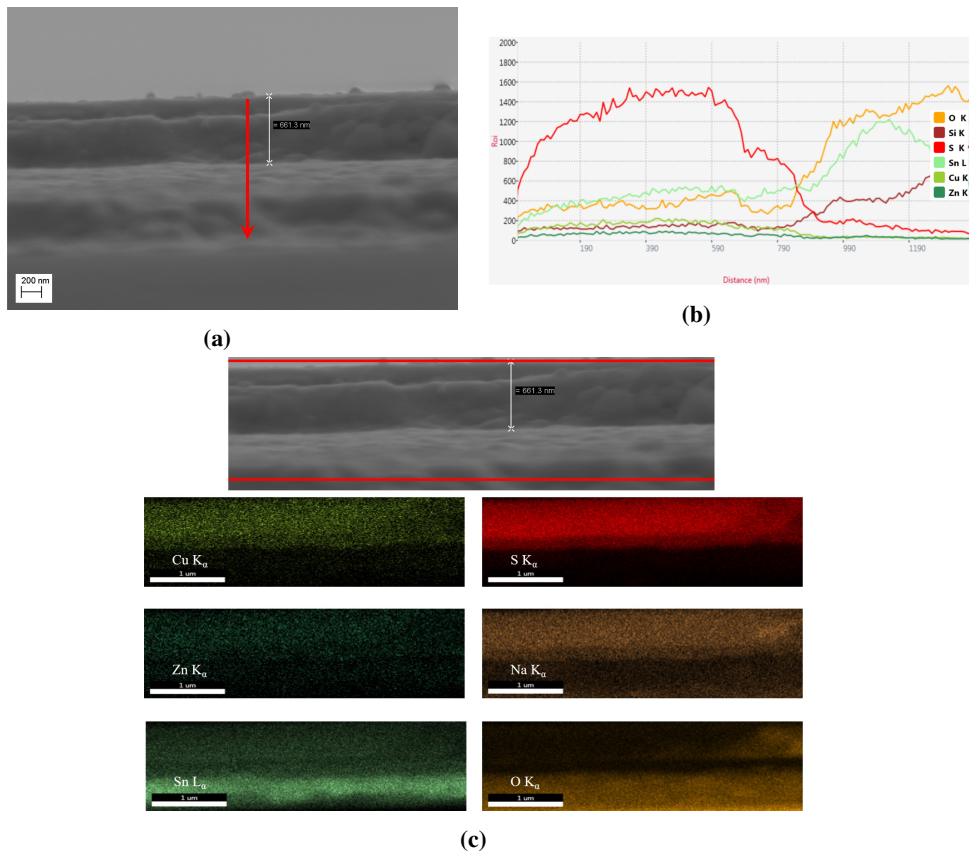 = 661.3 nm
200 nm
(a)
2000
1800
1600
1400
1200
1000
800
600
400
200
0
Roi
190
390
590
790
990
1190
Distance (nm)
O K
Si K
S K
Sn L
Cu K
Zn K
(b)
= 661.3 nm
Cu Kα
1 um
S Kα
1 um
Zn Kα
1 um
Na Kα
1 um
Sn Lα
1 um
O Kα
1 um
(c)